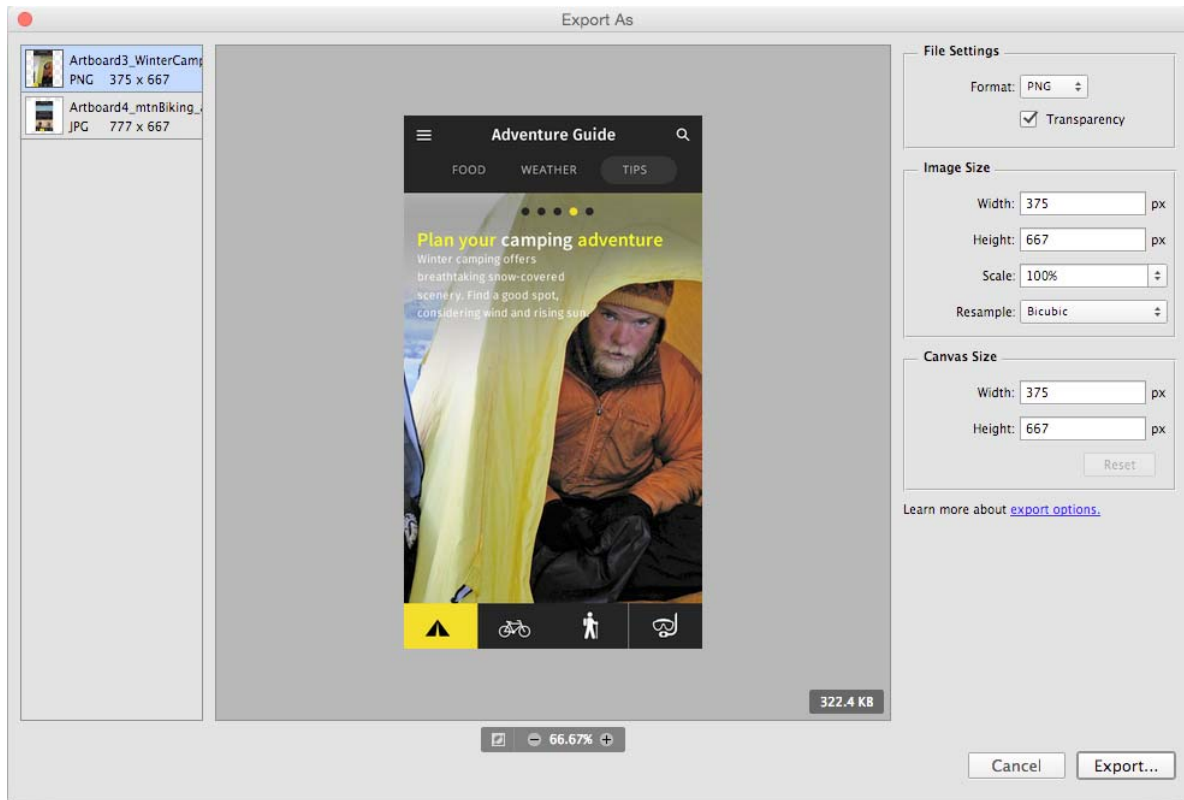 Export As
Artboard3_WinterCamp
PNG 375 x 667
Artboard4_mtnBiking_
JPG 777 x 667
Adventure Guide
FOOD WEATHER TIPS
Plan your camping adventure
Winter camping offers
breathtaking snow-covered
scenery. Find a good spot,
considering wind and rising sun.
322.4 KB
66.67%
File Settings
Format: PNG
Transparency
Image Size
Width: 375 px
Height: 667 px
Scale: 100%
Resample: Bicubic
Canvas Size
Width: 375 px
Height: 667 px
Reset
Learn more about export options.
Cancel Export...